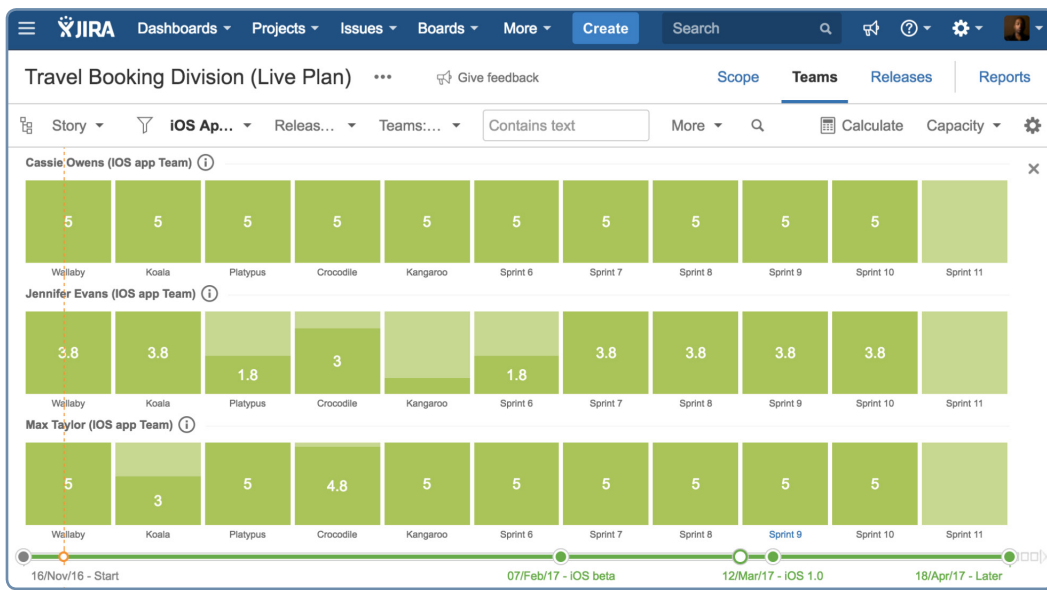 JIRA Dashboards Projects Issues Boards More Create Search
Travel Booking Division (Live Plan) ••• Give feedback Scope Teams Releases Reports
Story iOS Ap... Releas... Teams:... Contains text More Calculate Capacity
Cassie Owens (IOS app Team)
5 5 5 5 5 5 5 5 5 5
Wallaby Koala Platypus Crocodile Kangaroo Sprint 6 Sprint 7 Sprint 8 Sprint 9 Sprint 10 Sprint 11
Jennifer Evans (IOS app Team)
3.8 3.8 1.8 3 1.8 3.8 3.8 3.8 3.8
Wallaby Koala Platypus Crocodile Kangaroo Sprint 6 Sprint 7 Sprint 8 Sprint 9 Sprint 10 Sprint 11
Max Taylor (IOS app Team)
5 3 5 4.8 5 5 5 5 5 5
Wallaby Koala Platypus Crocodile Kangaroo Sprint 6 Sprint 7 Sprint 8 Sprint 9 Sprint 10 Sprint 11
16/Nov/16 - Start 07/Feb/17 - iOS beta 12/Mar/17 - iOS 1.0 18/Apr/17 - Later